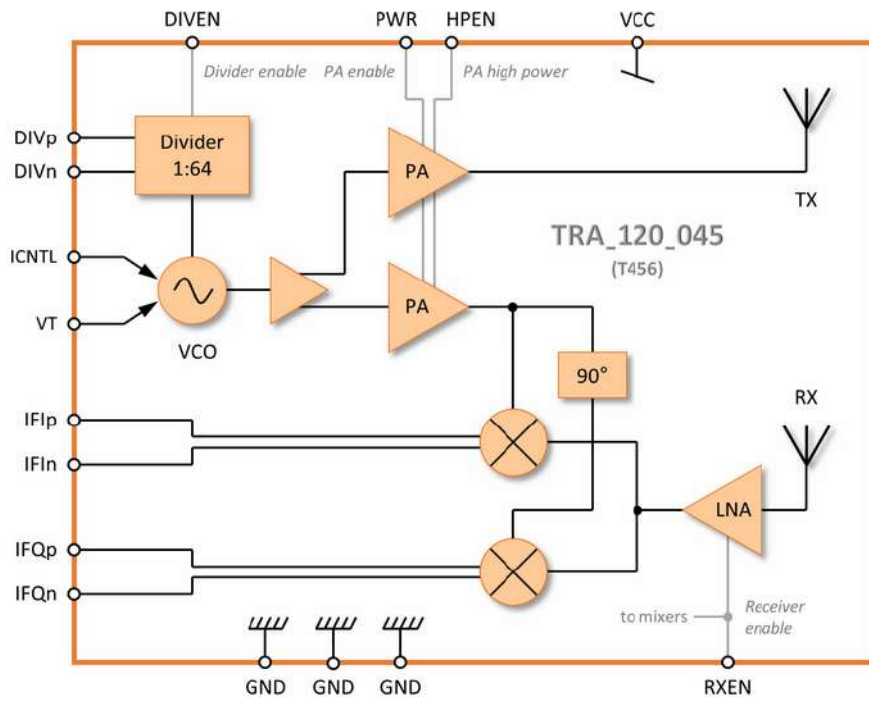 DIVEN
PWR
HPEN
VCC
Divider enable
PA enable
PA high power
DIVp
DIVn
Divider
1:64
PA
TX
TRA_120_045
(T456)
ICNTL
VT
VCO
PA
90°
RX
IFIp
IFIn
LNA
IFQp
IFQn
to mixers
Receiver
enable
GND
GND
GND
RXEN